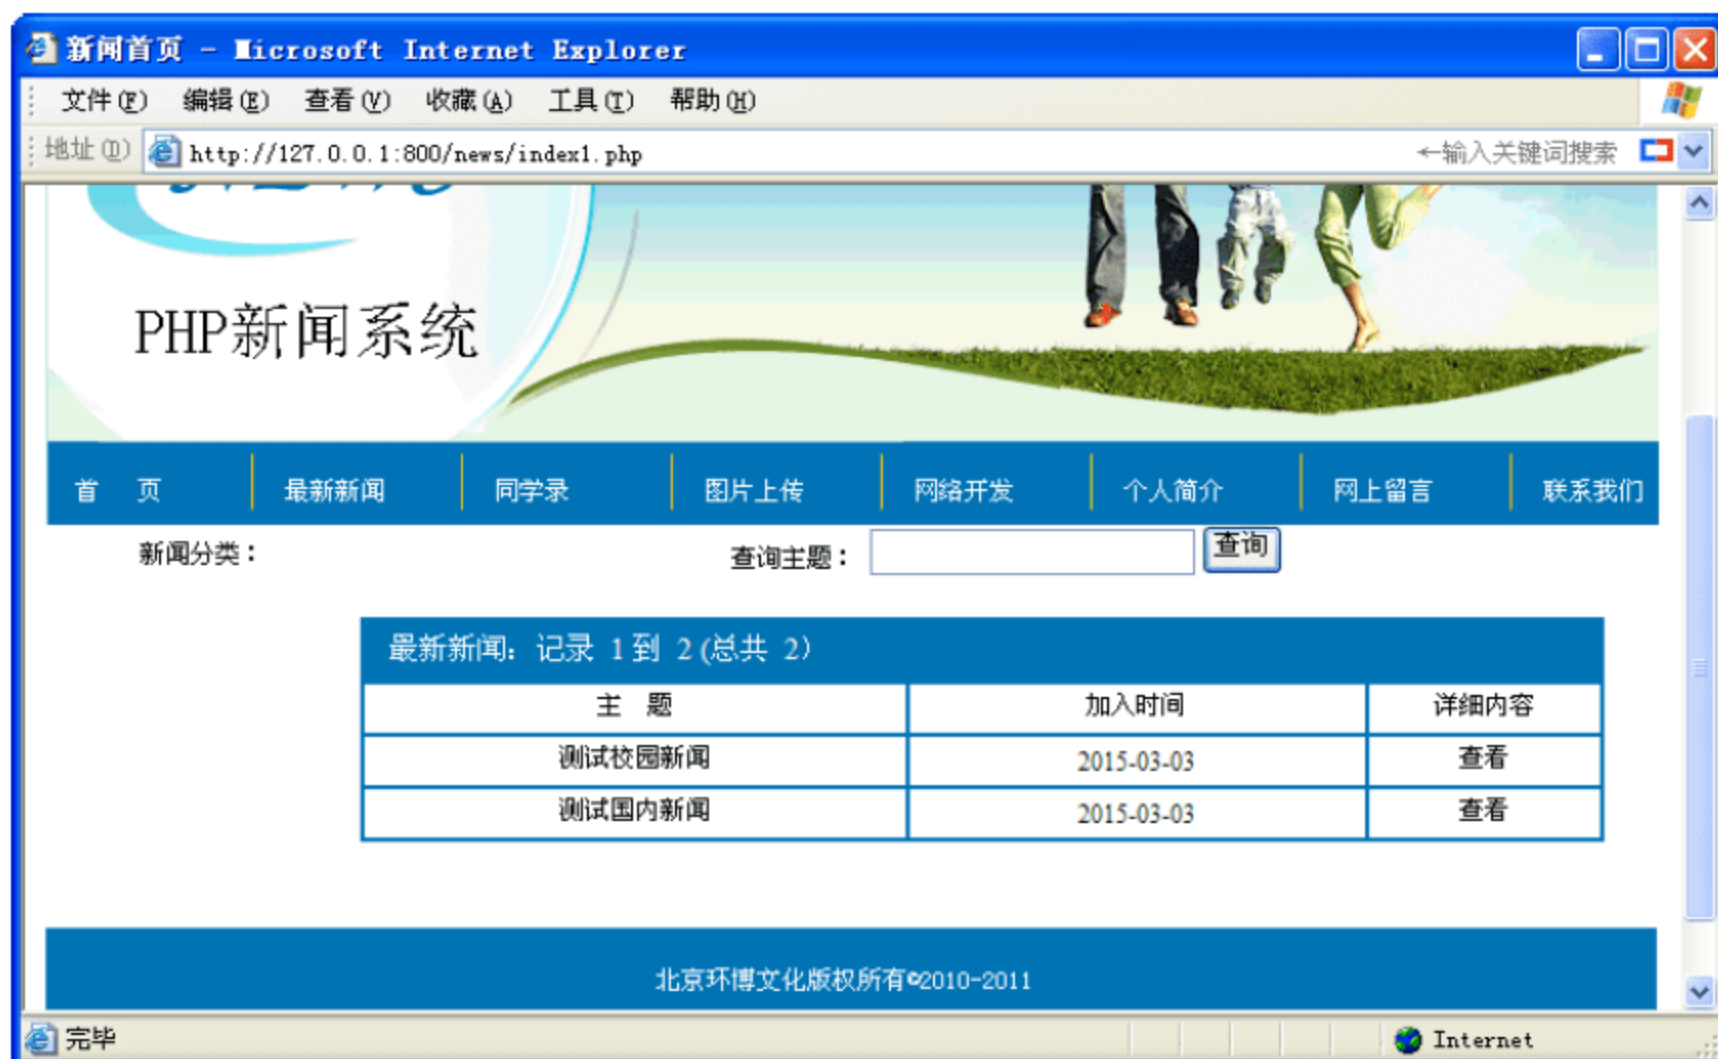 新闻首页 - Microsoft Internet Explorer
文件(F) 编辑(E) 查看(V) 收藏(A) 工具(T) 帮助(H)
地址(D) http://127.0.0.1:800/news/index1.php ←输入关键词搜索
PHP新闻系统
首 页 最新新闻 同学录 图片上传 网络开发 个人简介 网上留言 联系我们
新闻分类： 查询主题： 查询
最新新闻：记录 1 到 2 (总共 2)
主 题 加入时间 详细内容
测试校园新闻 2015-03-03 查看
测试国内新闻 2015-03-03 查看
北京环博文化版权所有©2010-2011
完毕 Internet